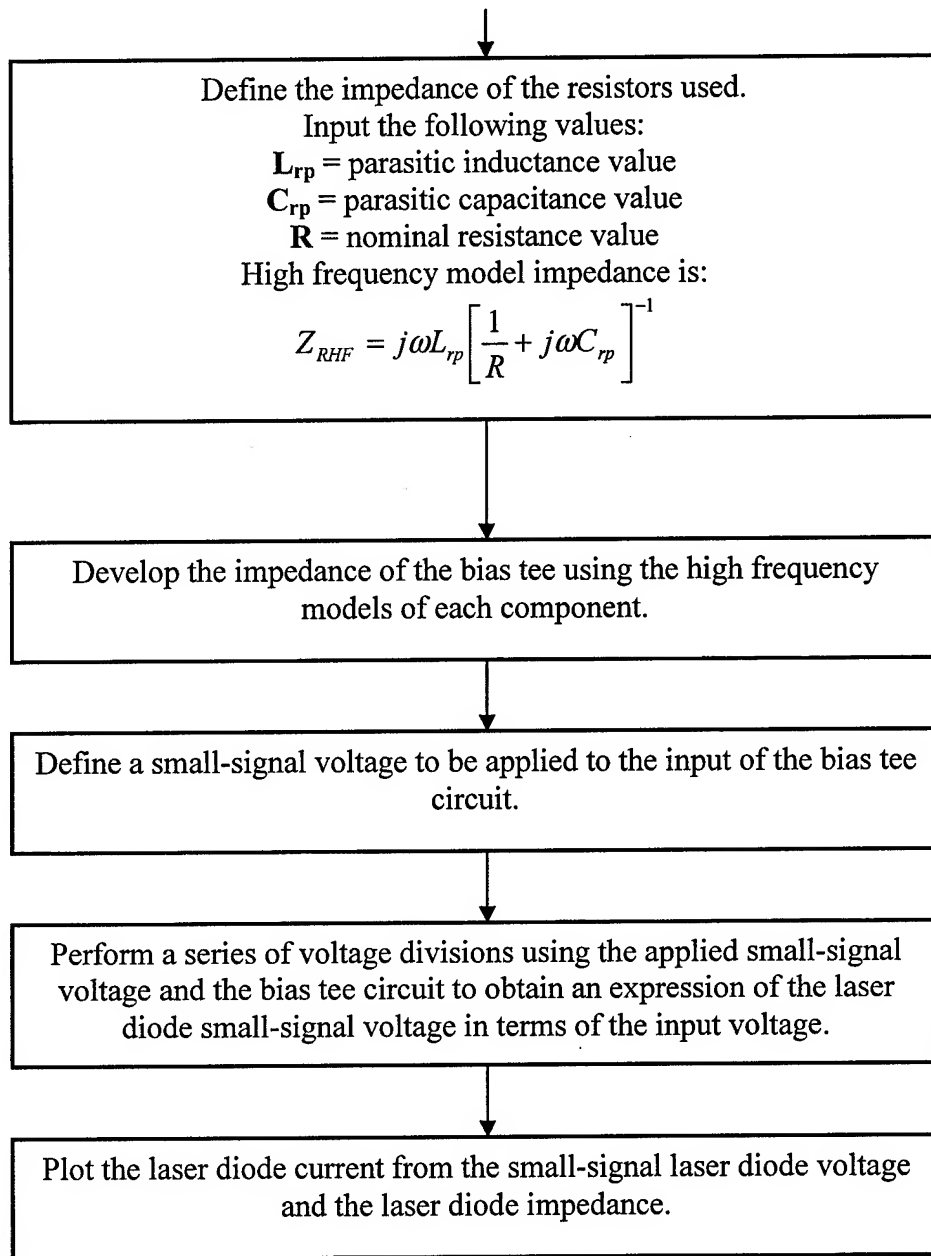 Define the impedance of the resistors used.
Input the following values:
L_rp = parasitic inductance value
C_rp = parasitic capacitance value
R = nominal resistance value
High frequency model impedance is:
Z_RHF = jωL_rp [ 1/R + jωC_rp ]^-1
Develop the impedance of the bias tee using the high frequency
models of each component.
Define a small-signal voltage to be applied to the input of the bias tee
circuit.
Perform a series of voltage divisions using the applied small-signal
voltage and the bias tee circuit to obtain an expression of the laser
diode small-signal voltage in terms of the input voltage.
Plot the laser diode current from the small-signal laser diode voltage
and the laser diode impedance.